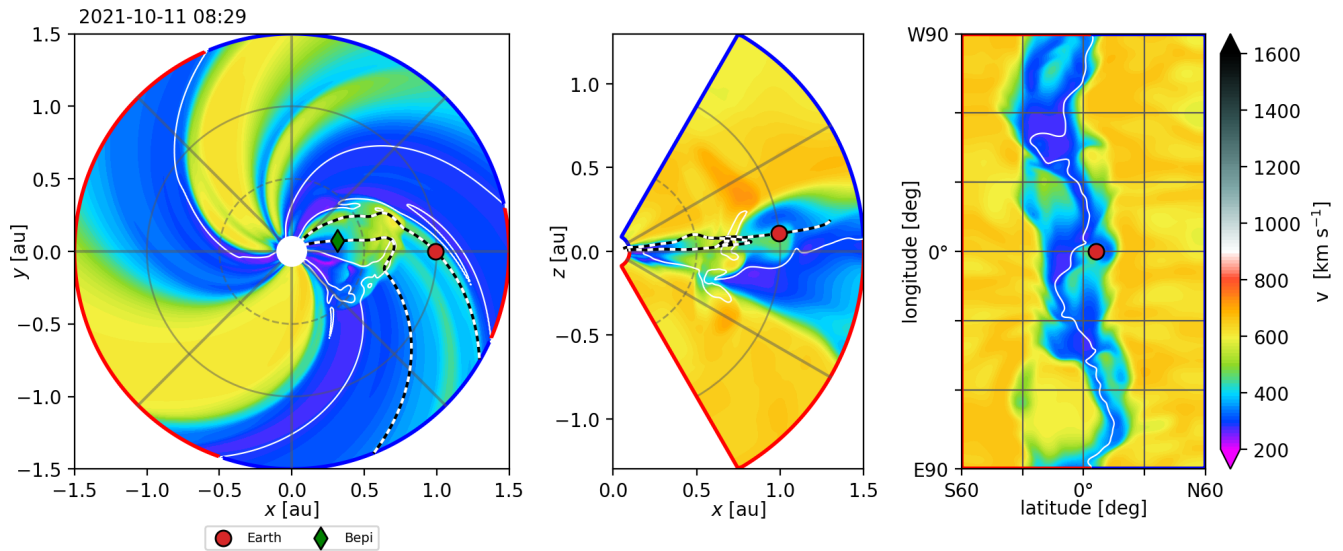 2021-10-11 08:29
1.5
1.0
0.5
0.0
−0.5
−1.0
−1.5
y [au]
−1.5 −1.0 −0.5 0.0 0.5 1.0 1.5
x [au]
Earth Bepi
1.0
0.5
0.0
−0.5
−1.0
z [au]
0.0 0.5 1.0 1.5
x [au]
W90
0°
E90
longitude [deg]
S60 0° N60
latitude [deg]
1600
1400
1200
1000
800
600
400
200
v [km s⁻¹]